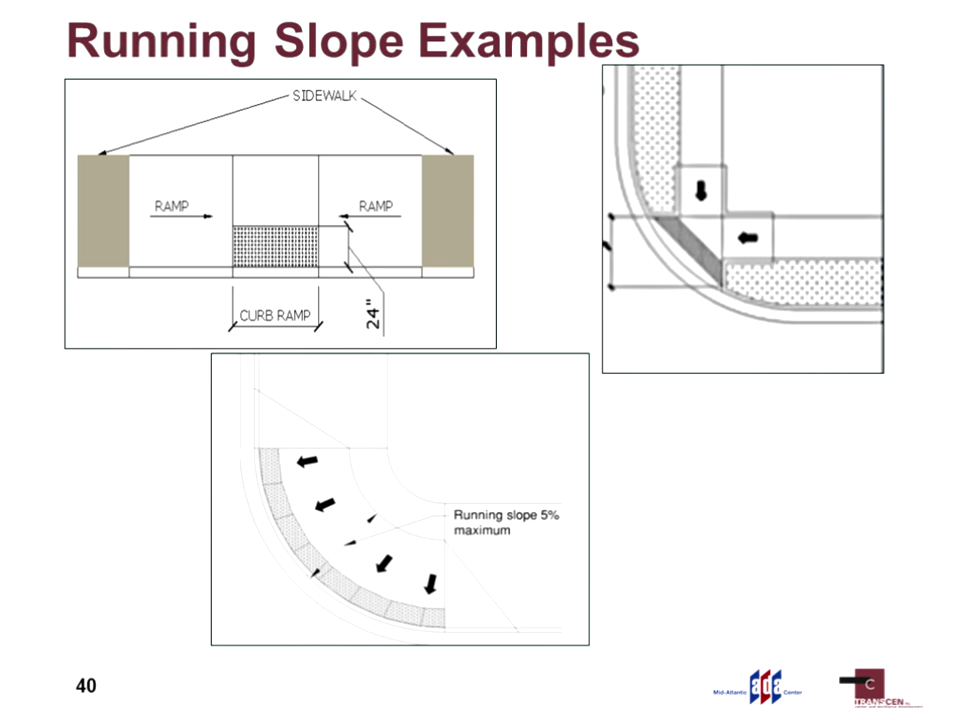 Running Slope Examples
SIDEWALK
RAMP
RAMP
CURB RAMP
24"
Running slope 5%
maximum
40
Mid-Atlantic ada Center
C
TRANSCEN